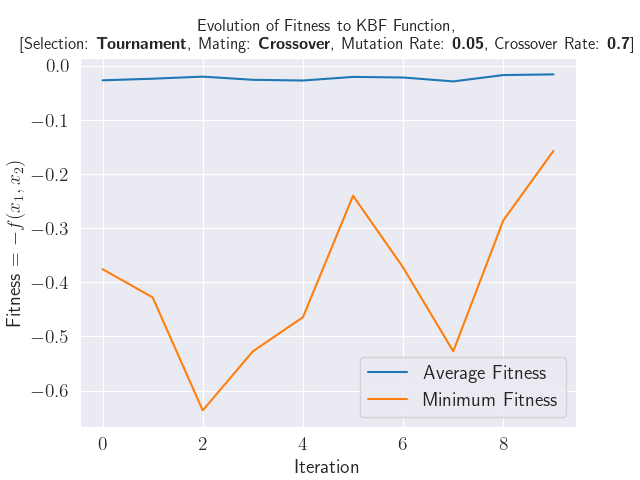 Evolution of Fitness to KBF Function,
[Selection: Tournament, Mating: Crossover, Mutation Rate: 0.05, Crossover Rate: 0.7]
0.0
−0.1
−0.2
−0.3
−0.4
−0.5
−0.6
Fitness = −f(x₁, x₂)
Average Fitness
Minimum Fitness
0 2 4 6 8
Iteration